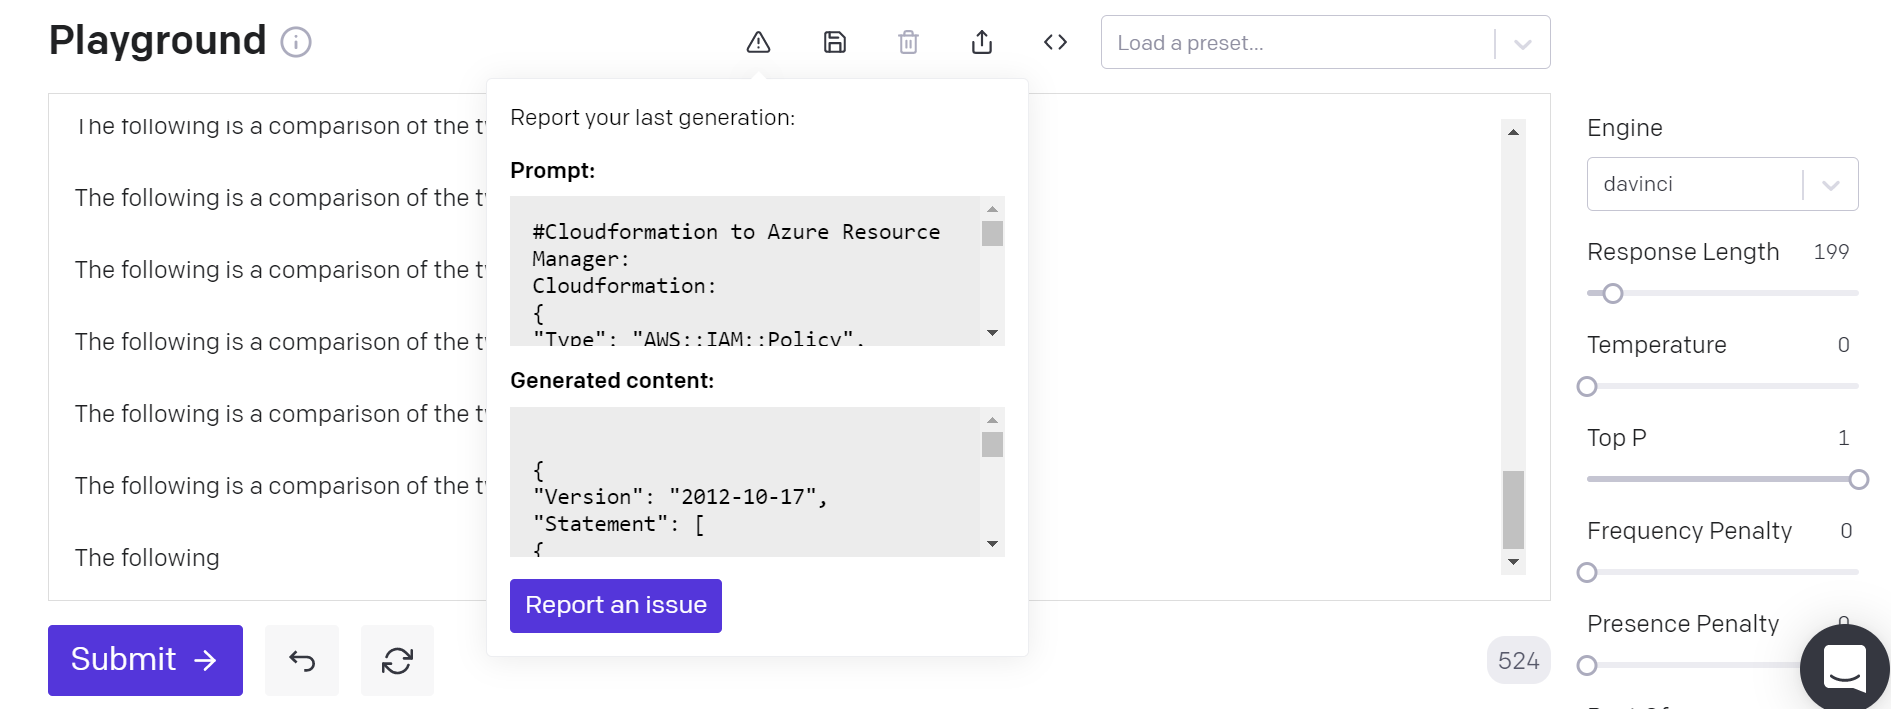 Playground
Load a preset...
The following is a comparison of the t
The following is a comparison of the t
The following is a comparison of the t
The following is a comparison of the t
The following is a comparison of the t
The following is a comparison of the t
The following
Report your last generation:
Prompt:
#Cloudformation to Azure Resource
Manager:
Cloudformation:
{
"Type": "AWS::IAM::Policy",
Generated content:
{
"Version": "2012-10-17",
"Statement": [
{
Report an issue
Submit
524
Engine
davinci
Response Length 199
Temperature 0
Top P 1
Frequency Penalty 0
Presence Penalty 0